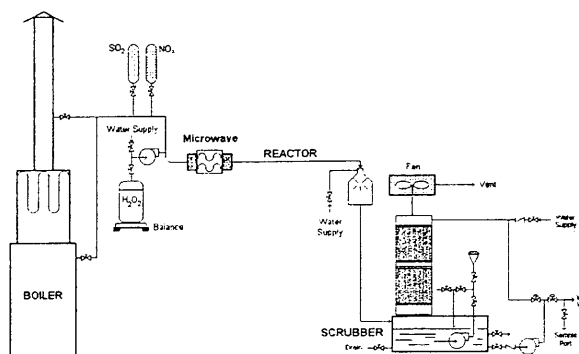 SO2
NOx
Water Supply
Microwave
REACTOR
H2O2
Balance
Water
Supply
Fan
Vent
Water
Supply
BOILER
SCRUBBER
Drain
Sample
Port